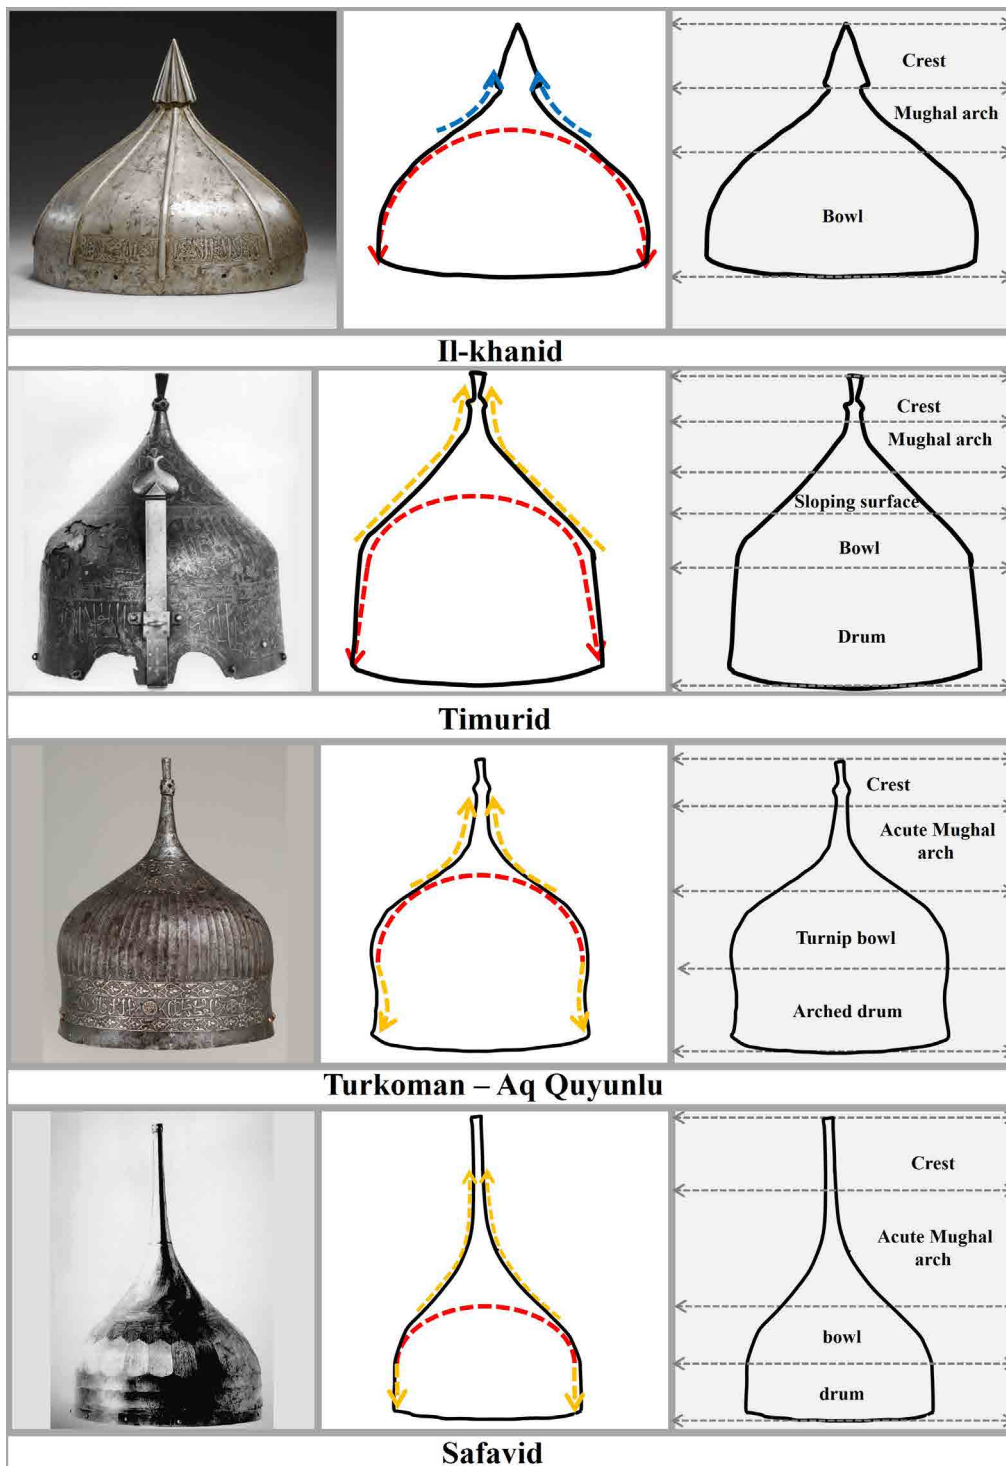 Crest
Mughal arch
Bowl
Il-khanid
Crest
Mughal arch
Sloping surface
Bowl
Drum
Timurid
Crest
Acute Mughal
arch
Turnip bowl
Arched drum
Turkoman – Aq Quyunlu
Crest
Acute Mughal
arch
bowl
drum
Safavid